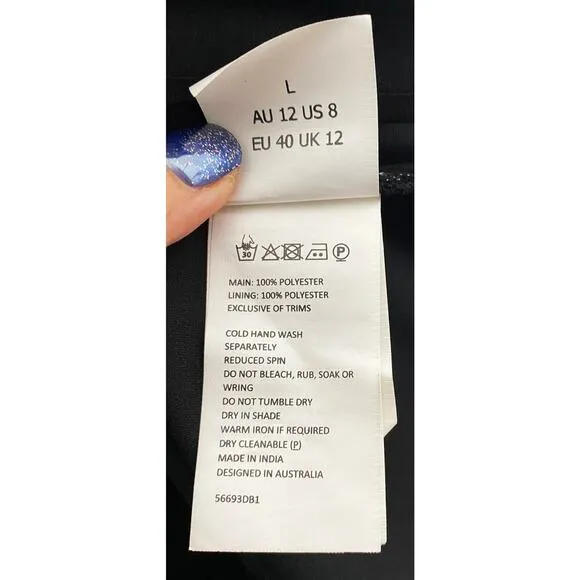 L
AU 12 US 8
EU 40 UK 12
30 P
MAIN: 100% POLYESTER
LINING: 100% POLYESTER
EXCLUSIVE OF TRIMS
COLD HAND WASH
SEPARATELY
REDUCED SPIN
DO NOT BLEACH, RUB, SOAK OR
WRING
DO NOT TUMBLE DRY
DRY IN SHADE
WARM IRON IF REQUIRED
DRY CLEANABLE (P)
MADE IN INDIA
DESIGNED IN AUSTRALIA
56693DB1